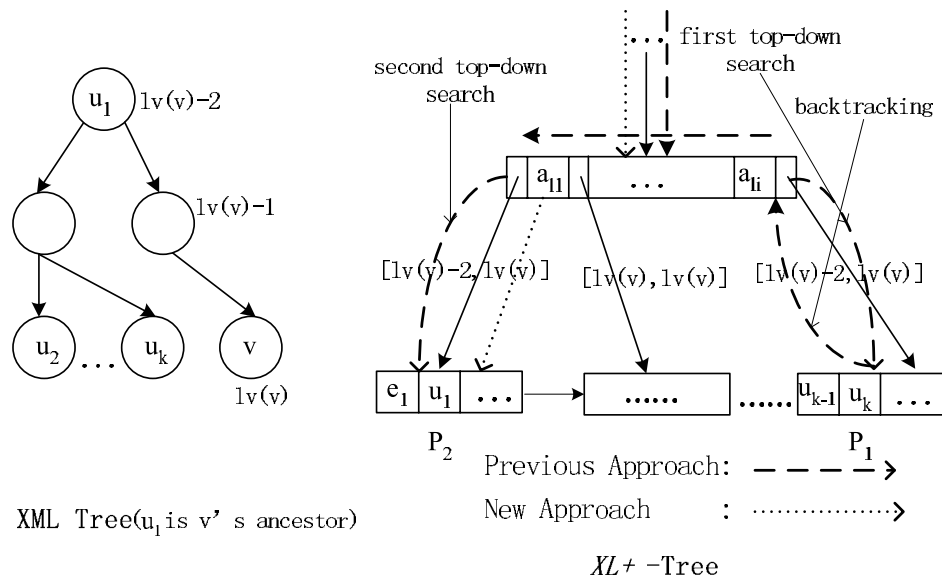 u1 lv(v)-2
lv(v)-1
u2 ... uk v
lv(v)
XML Tree(u1 is v's ancestor)
...
first top-down
search
second top-down
search
backtracking
al1 ... ali
[lv(v)-2, lv(v)] [lv(v), lv(v)] [lv(v)-2, lv(v)]
e1 u1 ... ...... ...... uk-1 uk ...
P2 P1
Previous Approach:
New Approach :
XL+ -Tree